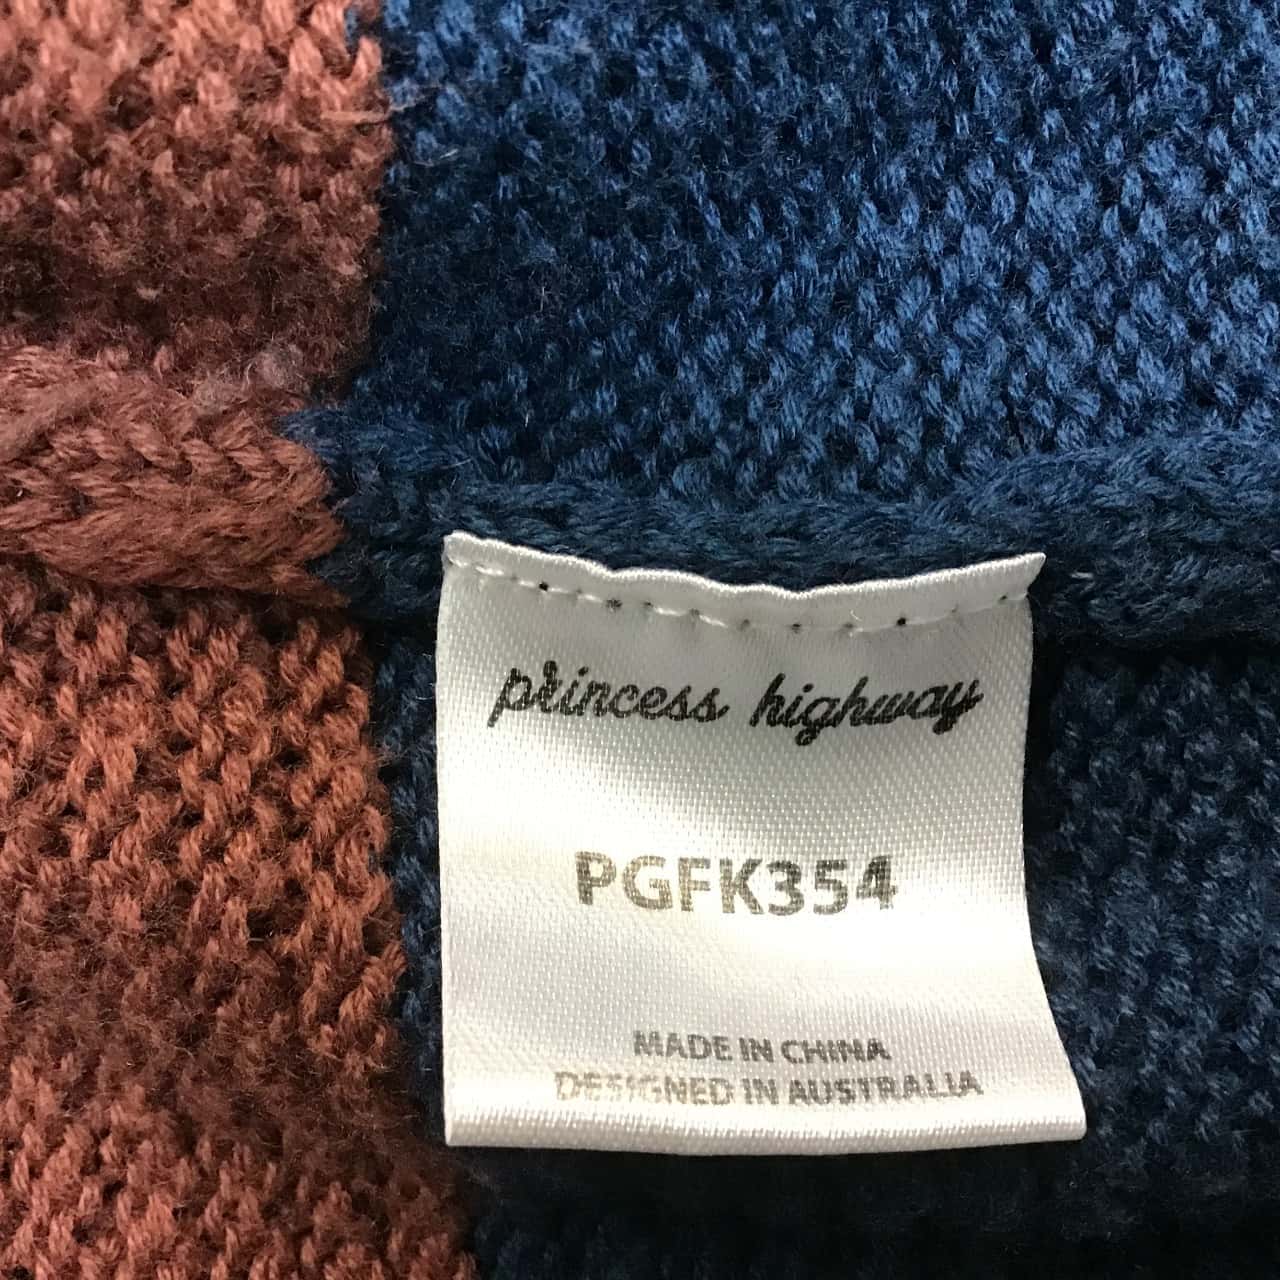 princess highway
PGFK354
MADE IN CHINA
DESIGNED IN AUSTRALIA